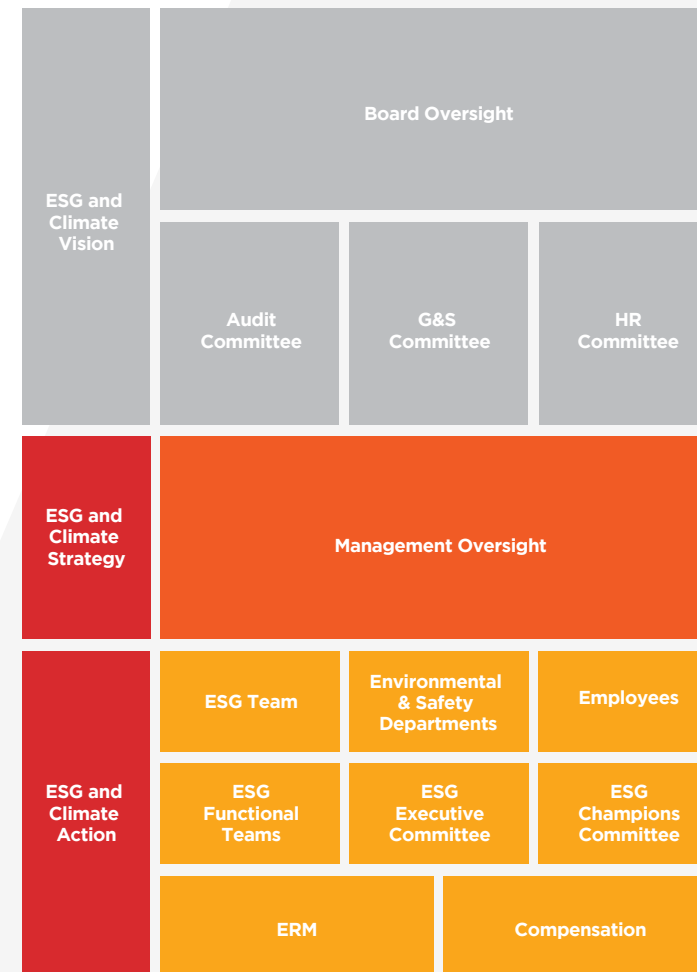 ESG and
Climate
Vision
Board Oversight
Audit
Committee
G&S
Committee
HR
Committee
ESG and
Climate
Strategy
Management Oversight
ESG and
Climate
Action
ESG Team
Environmental
& Safety
Departments
Employees
ESG
Functional
Teams
ESG
Executive
Committee
ESG
Champions
Committee
ERM
Compensation